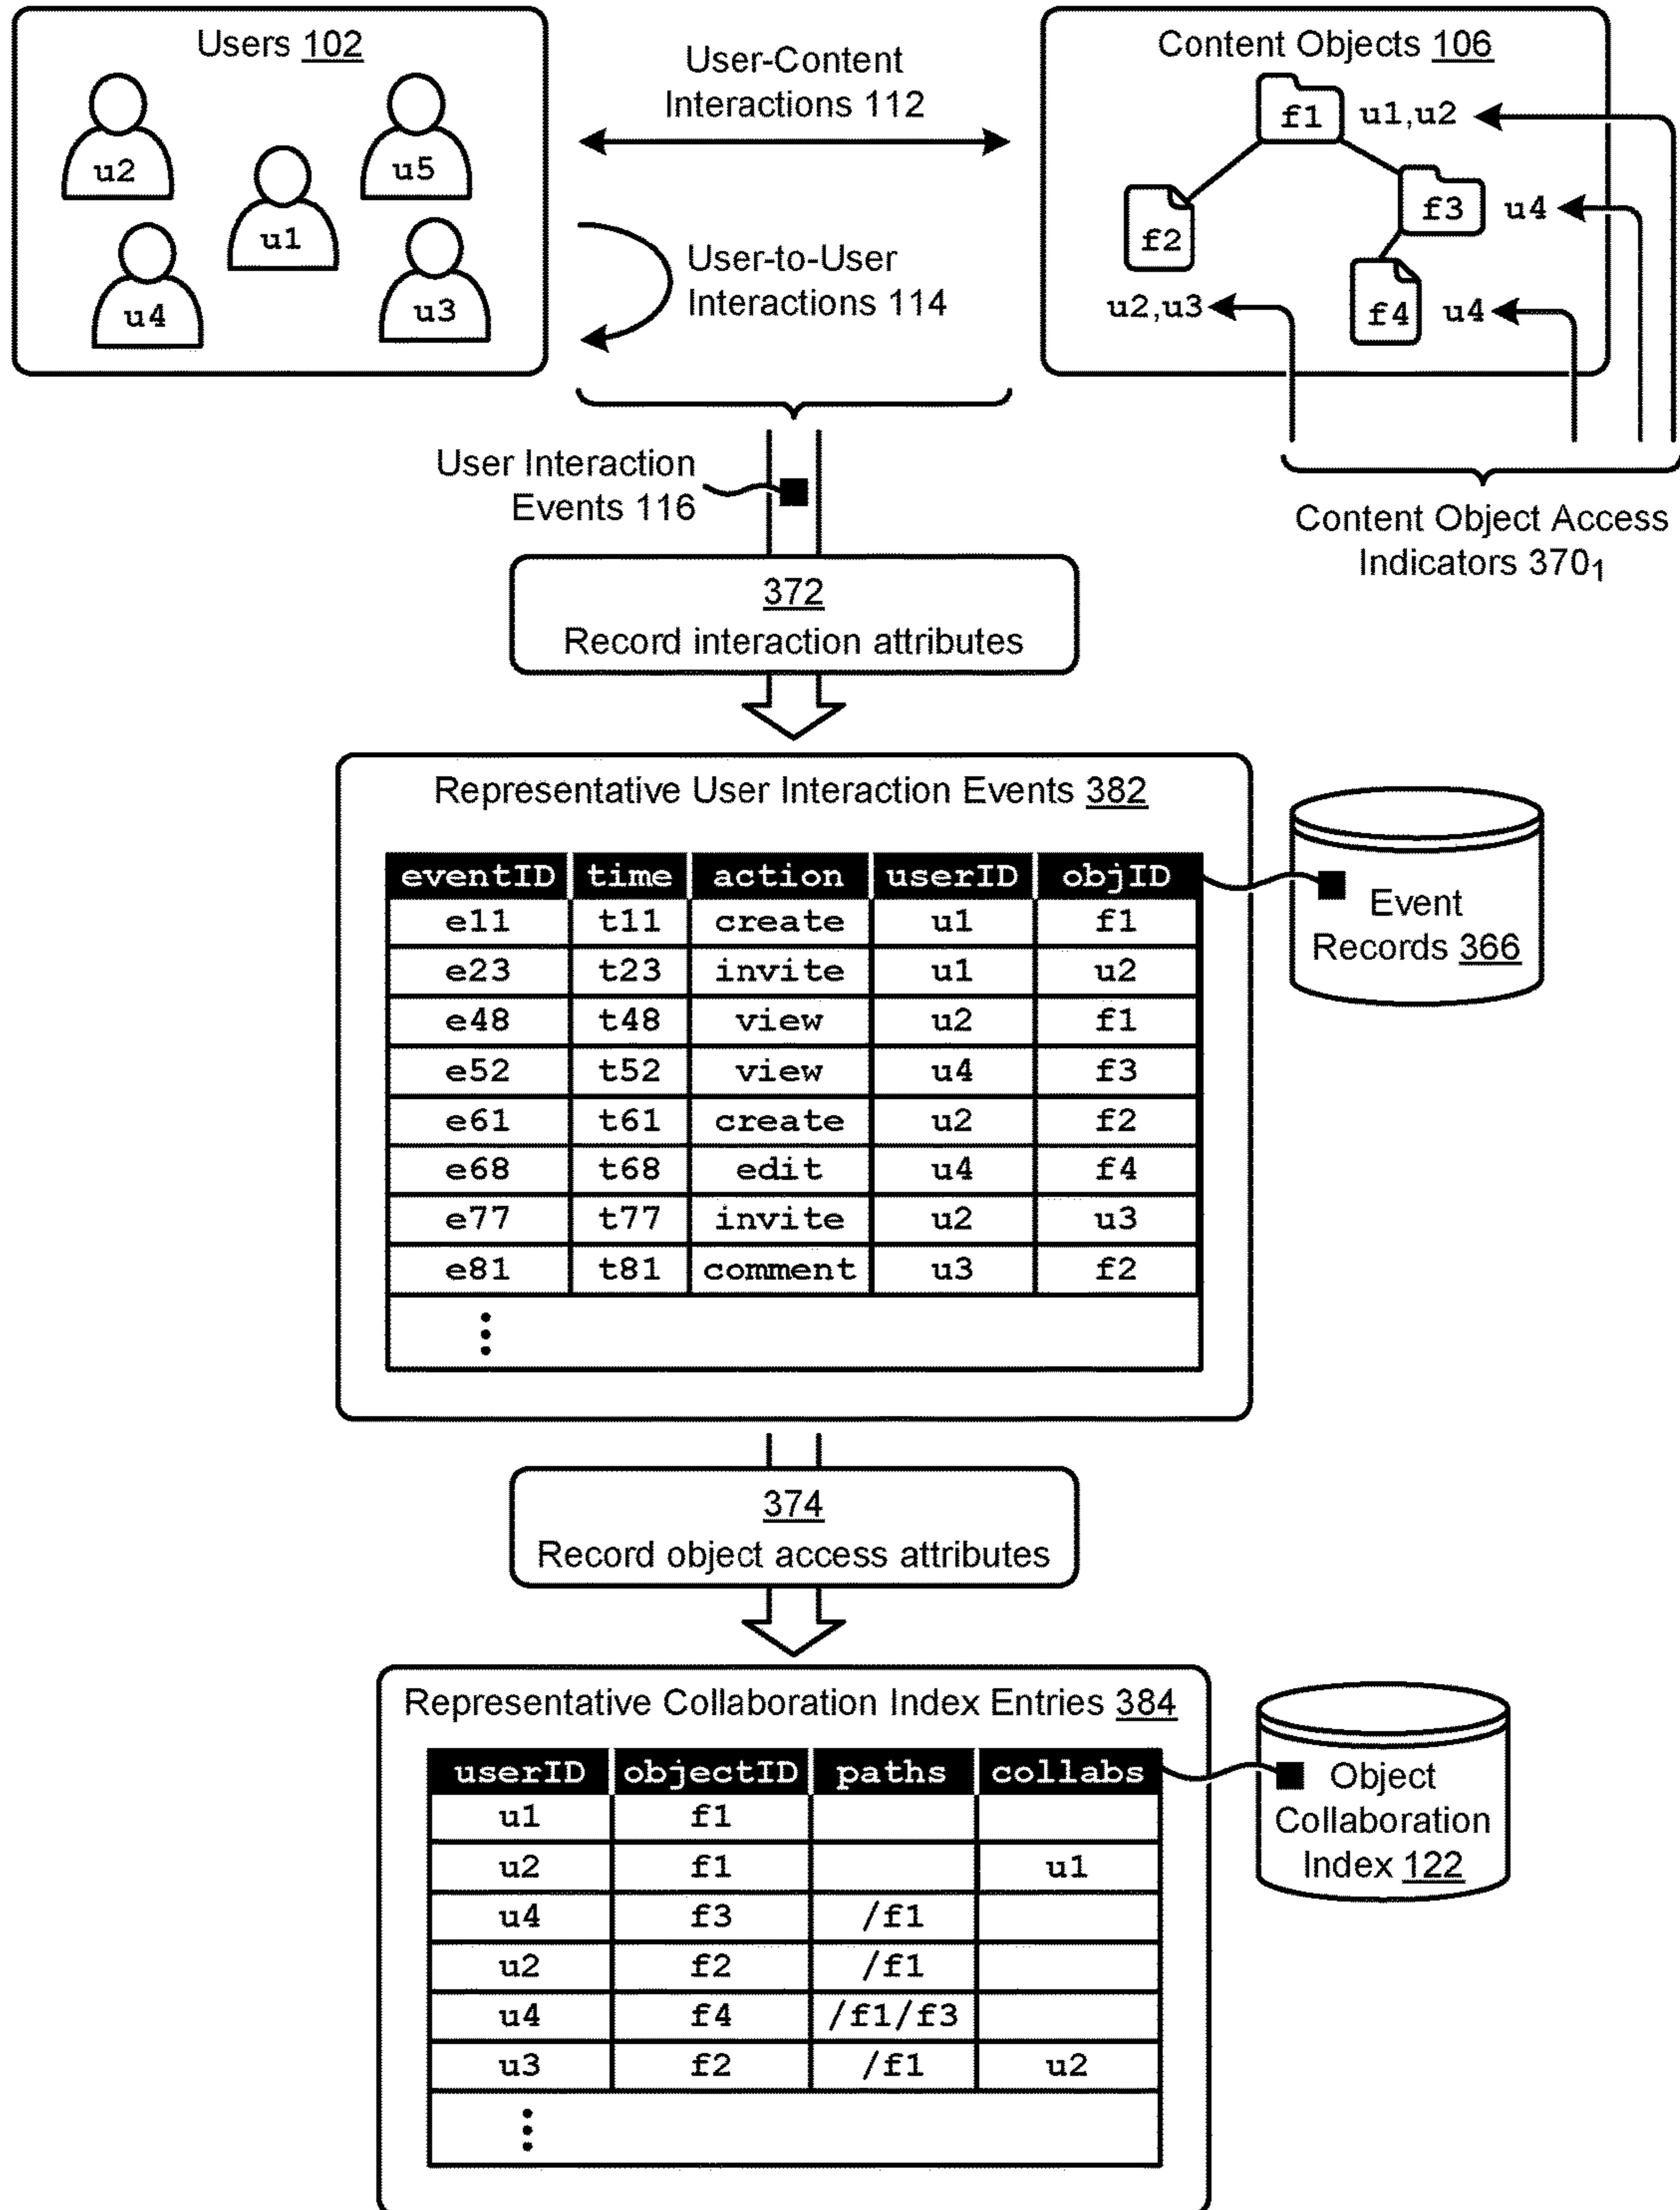 Users 102
u2
u5
u1
u4
u3
User-Content
Interactions 112
User-to-User
Interactions 114
Content Objects 106
f1 u1,u2
f3 u4
f2
u2,u3
f4 u4
User Interaction
Events 116
Content Object Access
Indicators 370₁
372
Record interaction attributes
Representative User Interaction Events 382
eventID time action userID objID
e11 t11 create u1 f1
e23 t23 invite u1 u2
e48 t48 view u2 f1
e52 t52 view u4 f3
e61 t61 create u2 f2
e68 t68 edit u4 f4
e77 t77 invite u2 u3
e81 t81 comment u3 f2
Event
Records 366
374
Record object access attributes
Representative Collaboration Index Entries 384
userID objectID paths collabs
u1 f1
u2 f1 u1
u4 f3 /f1
u2 f2 /f1
u4 f4 /f1/f3
u3 f2 /f1 u2
Object
Collaboration
Index 122